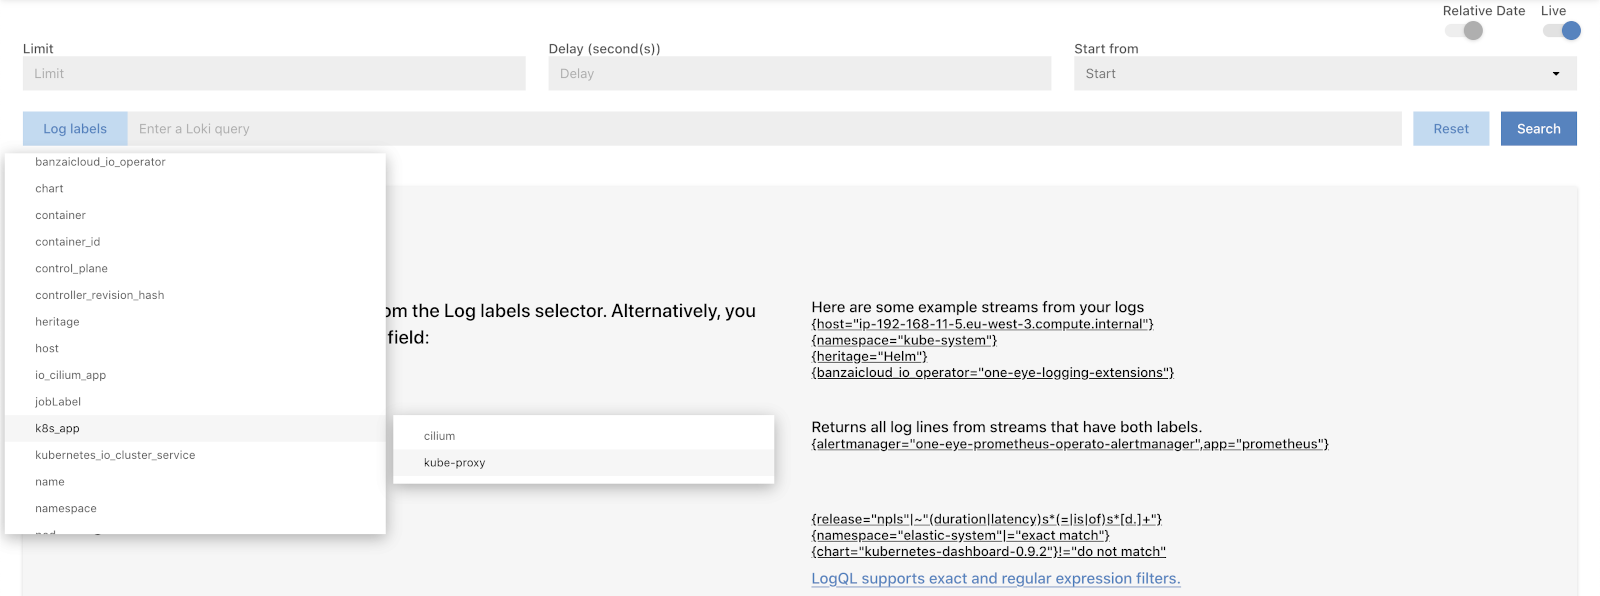 Relative Date Live
Limit Delay (second(s)) Start from
Limit Delay Start
Log labels Enter a Loki query Reset Search
banzaicloud_io_operator
chart
container
container_id
control_plane
controller_revision_hash
heritage
host
io_cilium_app
jobLabel
k8s_app
kubernetes_io_cluster_service
name
namespace
cilium
kube-proxy
om the Log labels selector. Alternatively, you
field:
Here are some example streams from your logs
{host="ip-192-168-11-5.eu-west-3.compute.internal"}
{namespace="kube-system"}
{heritage="Helm"}
{banzaicloud_io_operator="one-eye-logging-extensions"}
Returns all log lines from streams that have both labels.
{alertmanager="one-eye-prometheus-operato-alertmanager",app="prometheus"}
{release="npls"|~"(duration|latency)s*(=|is|of)s*[d.]+"}
{namespace="elastic-system"|="exact match"}
{chart="kubernetes-dashboard-0.9.2"}!="do not match"
LogQL supports exact and regular expression filters.